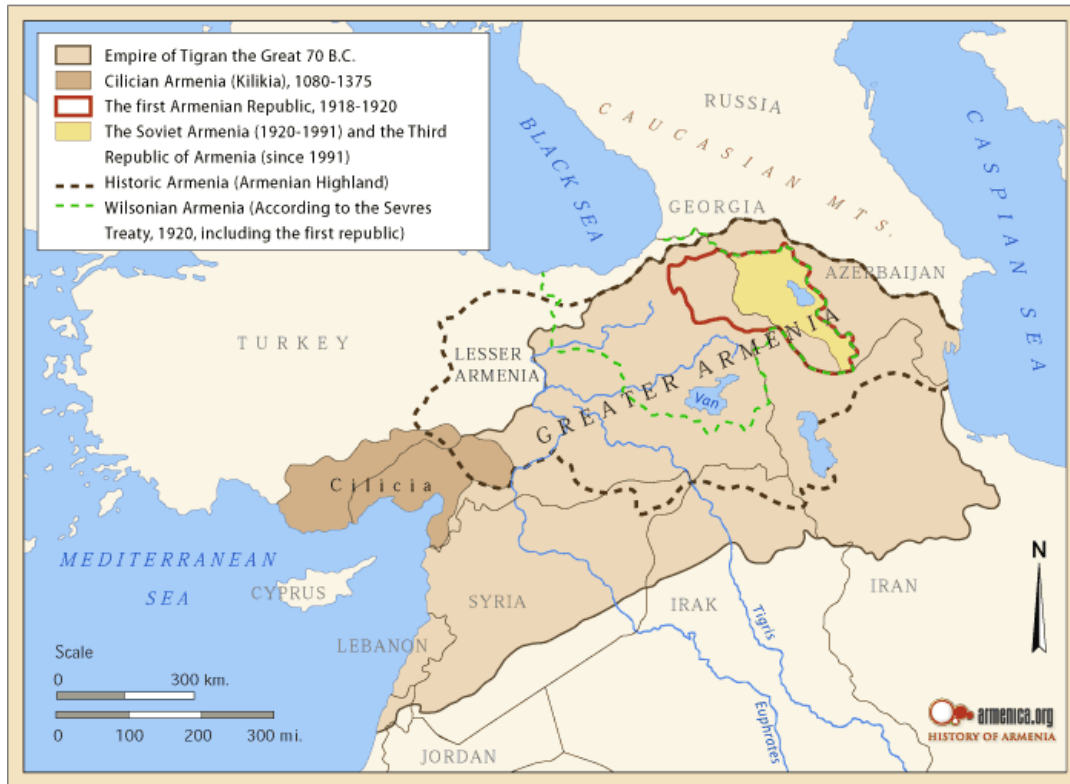 Empire of Tigran the Great 70 B.C.
Cilician Armenia (Kilikia), 1080-1375
The first Armenian Republic, 1918-1920
The Soviet Armenia (1920-1991) and the Third
Republic of Armenia (since 1991)
Historic Armenia (Armenian Highland)
Wilsonian Armenia (According to the Sevres
Treaty, 1920, including the first republic)
RUSSIA
CAUCASIAN MTS.
BLACK SEA
CASPIAN SEA
GEORGIA
AZERBAIJAN
TURKEY
LESSER
ARMENIA
GREATER ARMENIA
Van
Cilicia
MEDITERRANEAN
SEA
CYPRUS
SYRIA
LEBANON
IRAK
IRAN
Tigris
Euphrates
JORDAN
N
Scale
0 300 km.
0 100 200 300 mi.
armenica.org
HISTORY OF ARMENIA